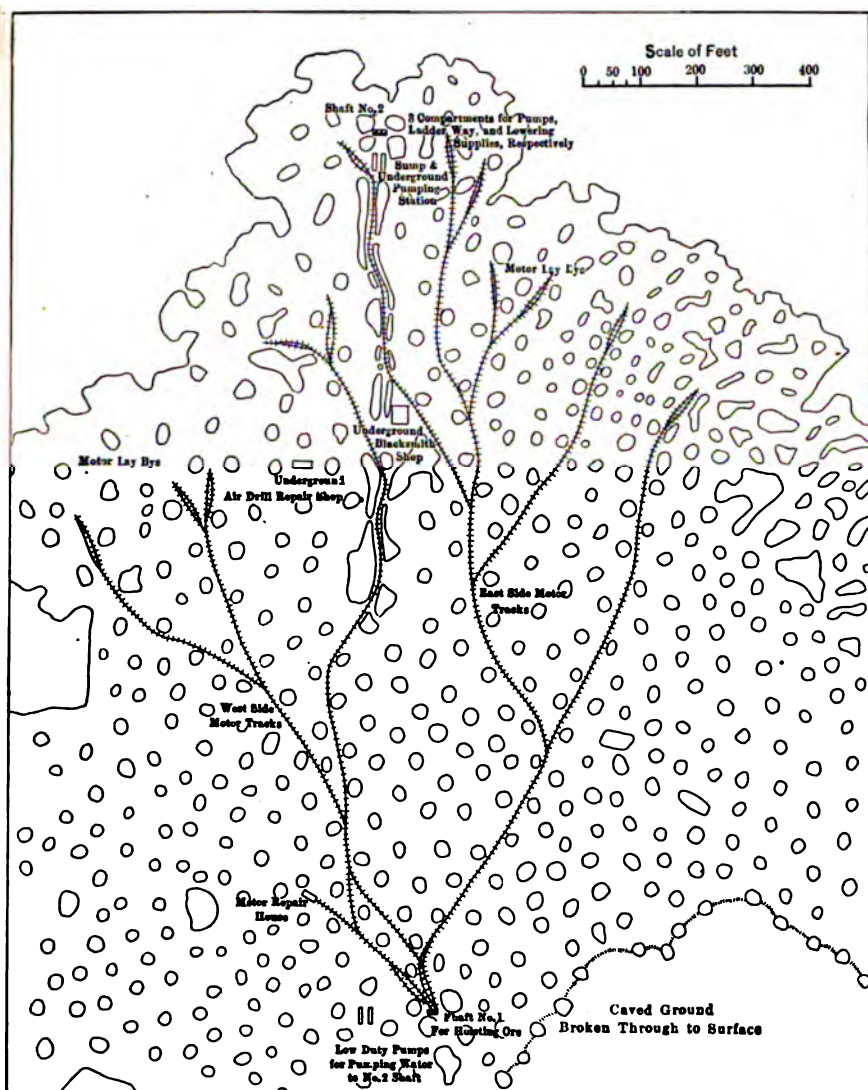 Scale of Feet
0 50 100 200 300 400
Shaft No. 2
3 Compartments for Pumps,
Ladder Way, and Lowering
Supplies, Respectively
Sump &
Underground
Pumping
Station
Motor Lay Bys
Underground
Blacksmith
Shop
Motor Lay Bys
Underground
Air Drill Repair Shop
East Side Motor
Tracks
West Side
Motor Tracks
Motor Repair
House
Shaft No. 1
For Hoisting Ore
Caved Ground
Broken Through to Surface
Low Duty Pumps
for Pumping Water
to No. 2 Shaft